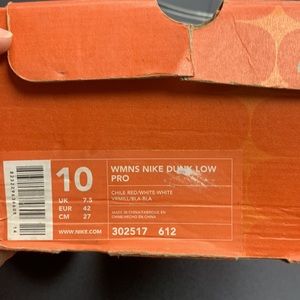 WMNS NIKE DUNK LOW
PRO
10
UK 7.5
EUR 42
CM 27
CHILE RED/WHITE-WHITE
VRMILL/BLA-BLA
MADE IN CHINA/FABRIQUE EN
CHINE/HECHO EN CHINA
WWW.NIKE.COM
302517 612